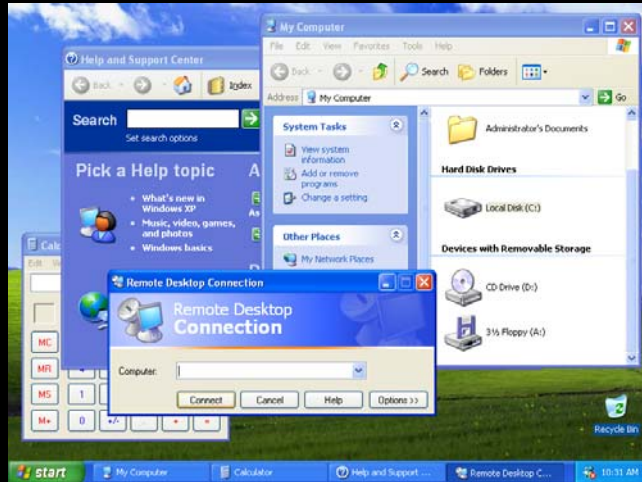 My Computer
File Edit View Favorites Tools Help
Back Search Folders
Address My Computer Go
System Tasks
View system
information
Add or remove
programs
Change a setting
Other Places
My Network Places
Administrator's Documents
Hard Disk Drives
Local Disk (C:)
Devices with Removable Storage
CD Drive (D:)
3½ Floppy (A:)
Help and Support Center
Back Index
Search
Set search options
Pick a Help topic
What's new in
Windows XP
Music, video, games,
and photos
Windows basics
Calc
Edit
MC
MR
MS 1
M+ 0 +/- . + =
Remote Desktop Connection
Remote Desktop
Connection
Computer:
Connect Cancel Help Options >>
Recycle Bin
start My Computer Calculator Help and Support ... Remote Desktop C... 10:31 AM